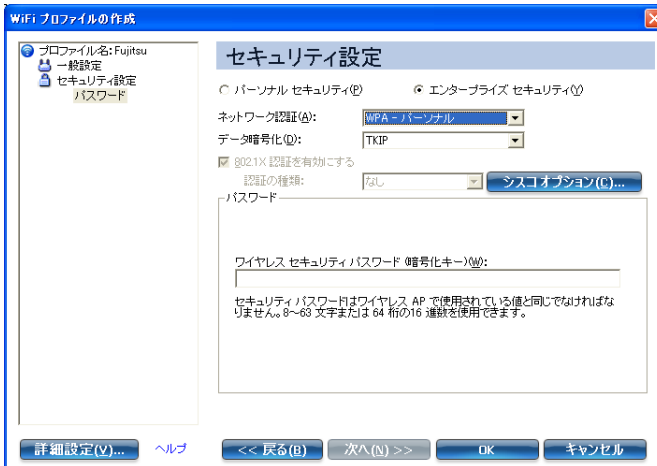 WiFi プロファイルの作成
プロファイル名: Fujitsu
一般設定
セキュリティ設定
パスワード
セキュリティ設定
パーソナル セキュリティ(P)
エンタープライズ セキュリティ(Y)
ネットワーク認証(A):
WPA - パーソナル
データ暗号化(D):
TKIP
802.1X 認証を有効にする
認証の種類:
なし
シスコ オプション(C)...
パスワード
ワイヤレス セキュリティ パスワード (暗号化キー)(W):
セキュリティ パスワードはワイヤレス AP で使用されている値と同じでなければな
りません。8～63 文字または 64 桁の16 進数を使用できます。
詳細設定(V)...
ヘルプ
<< 戻る(B)
次へ(N) >>
OK
キャンセル